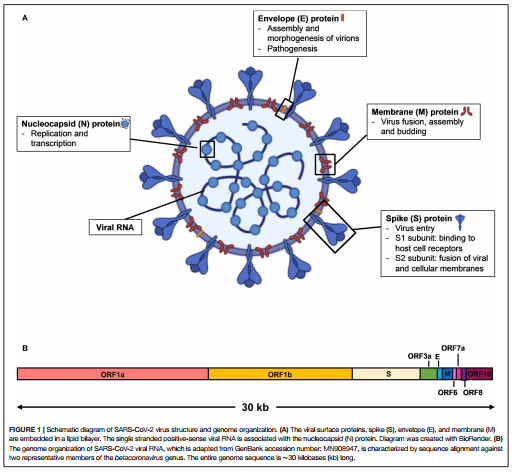 A
Envelope (E) protein
- Assembly and
morphogenesis of virions
- Pathogenesis
Nucleocapsid (N) protein
- Replication and
transcription
Membrane (M) protein
- Virus fusion, assembly
and budding
Viral RNA
Spike (S) protein
- Virus entry
- S1 subunit: binding to
host cell receptors
- S2 subunit: fusion of viral
and cellular membranes
B
ORF7a
ORF3a E
ORF1a ORF1b S M ORF10
ORF6 ORF8
30 kb
FIGURE 1 | Schematic diagram of SARS-CoV-2 virus structure and genome organization. (A) The viral surface proteins, spike (S), envelope (E), and membrane (M)
are embedded in a lipid bilayer. The single stranded positive-sense viral RNA is associated with the nucleocapsid (N) protein. Diagram was created with BioRender. (B)
The genome organization of SARS-CoV-2 viral RNA, which is adapted from GenBank accession number: MN908947, is characterized by sequence alignment against
two representative members of the betacoronavirus genus. The entire genome sequence is ~30 kilobases (kb) long.